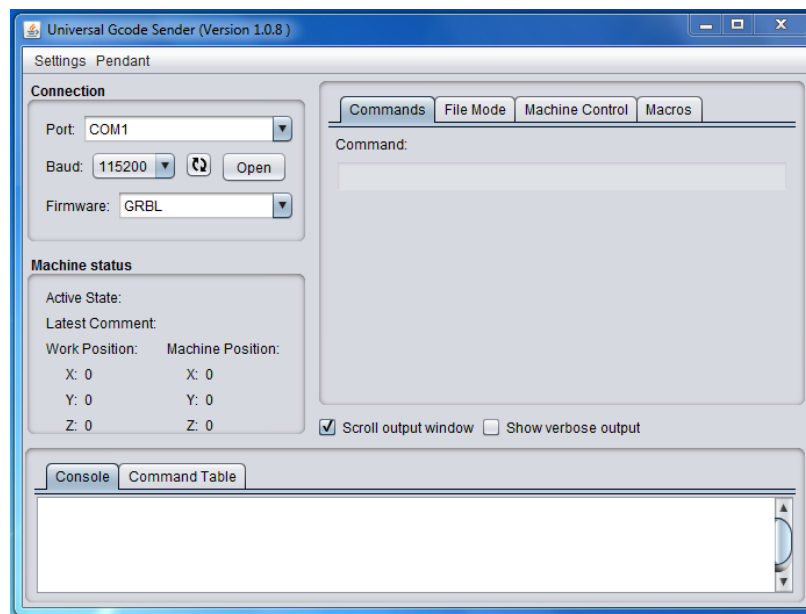 Universal Gcode Sender (Version 1.0.8 )
Settings Pendant
Connection
Port: COM1
Baud: 115200 Open
Firmware: GRBL
Machine status
Active State:
Latest Comment:
Work Position: Machine Position:
X: 0 X: 0
Y: 0 Y: 0
Z: 0 Z: 0
Commands File Mode Machine Control Macros
Command:
Scroll output window Show verbose output
Console Command Table